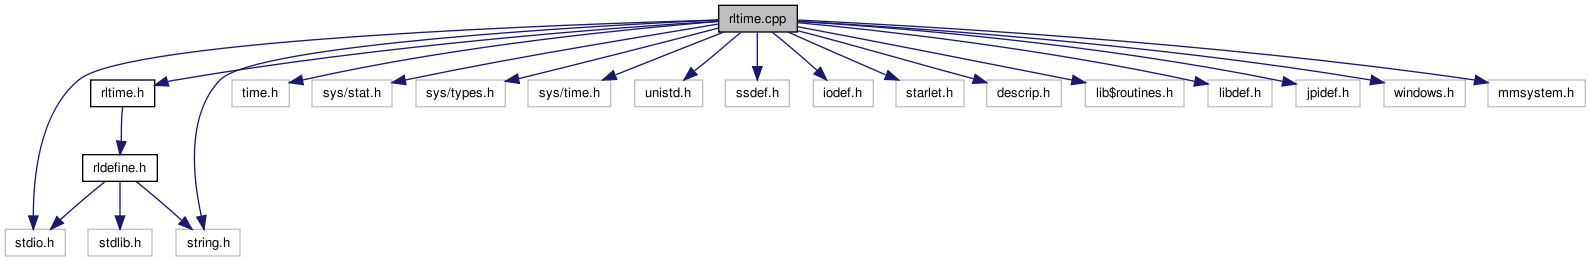 rltime.cpp
rltime.h
time.h
sys/stat.h
sys/types.h
sys/time.h
unistd.h
ssdef.h
iodef.h
starlet.h
descrip.h
lib$routines.h
libdef.h
jpidef.h
windows.h
mmsystem.h
rldefine.h
stdio.h
stdlib.h
string.h